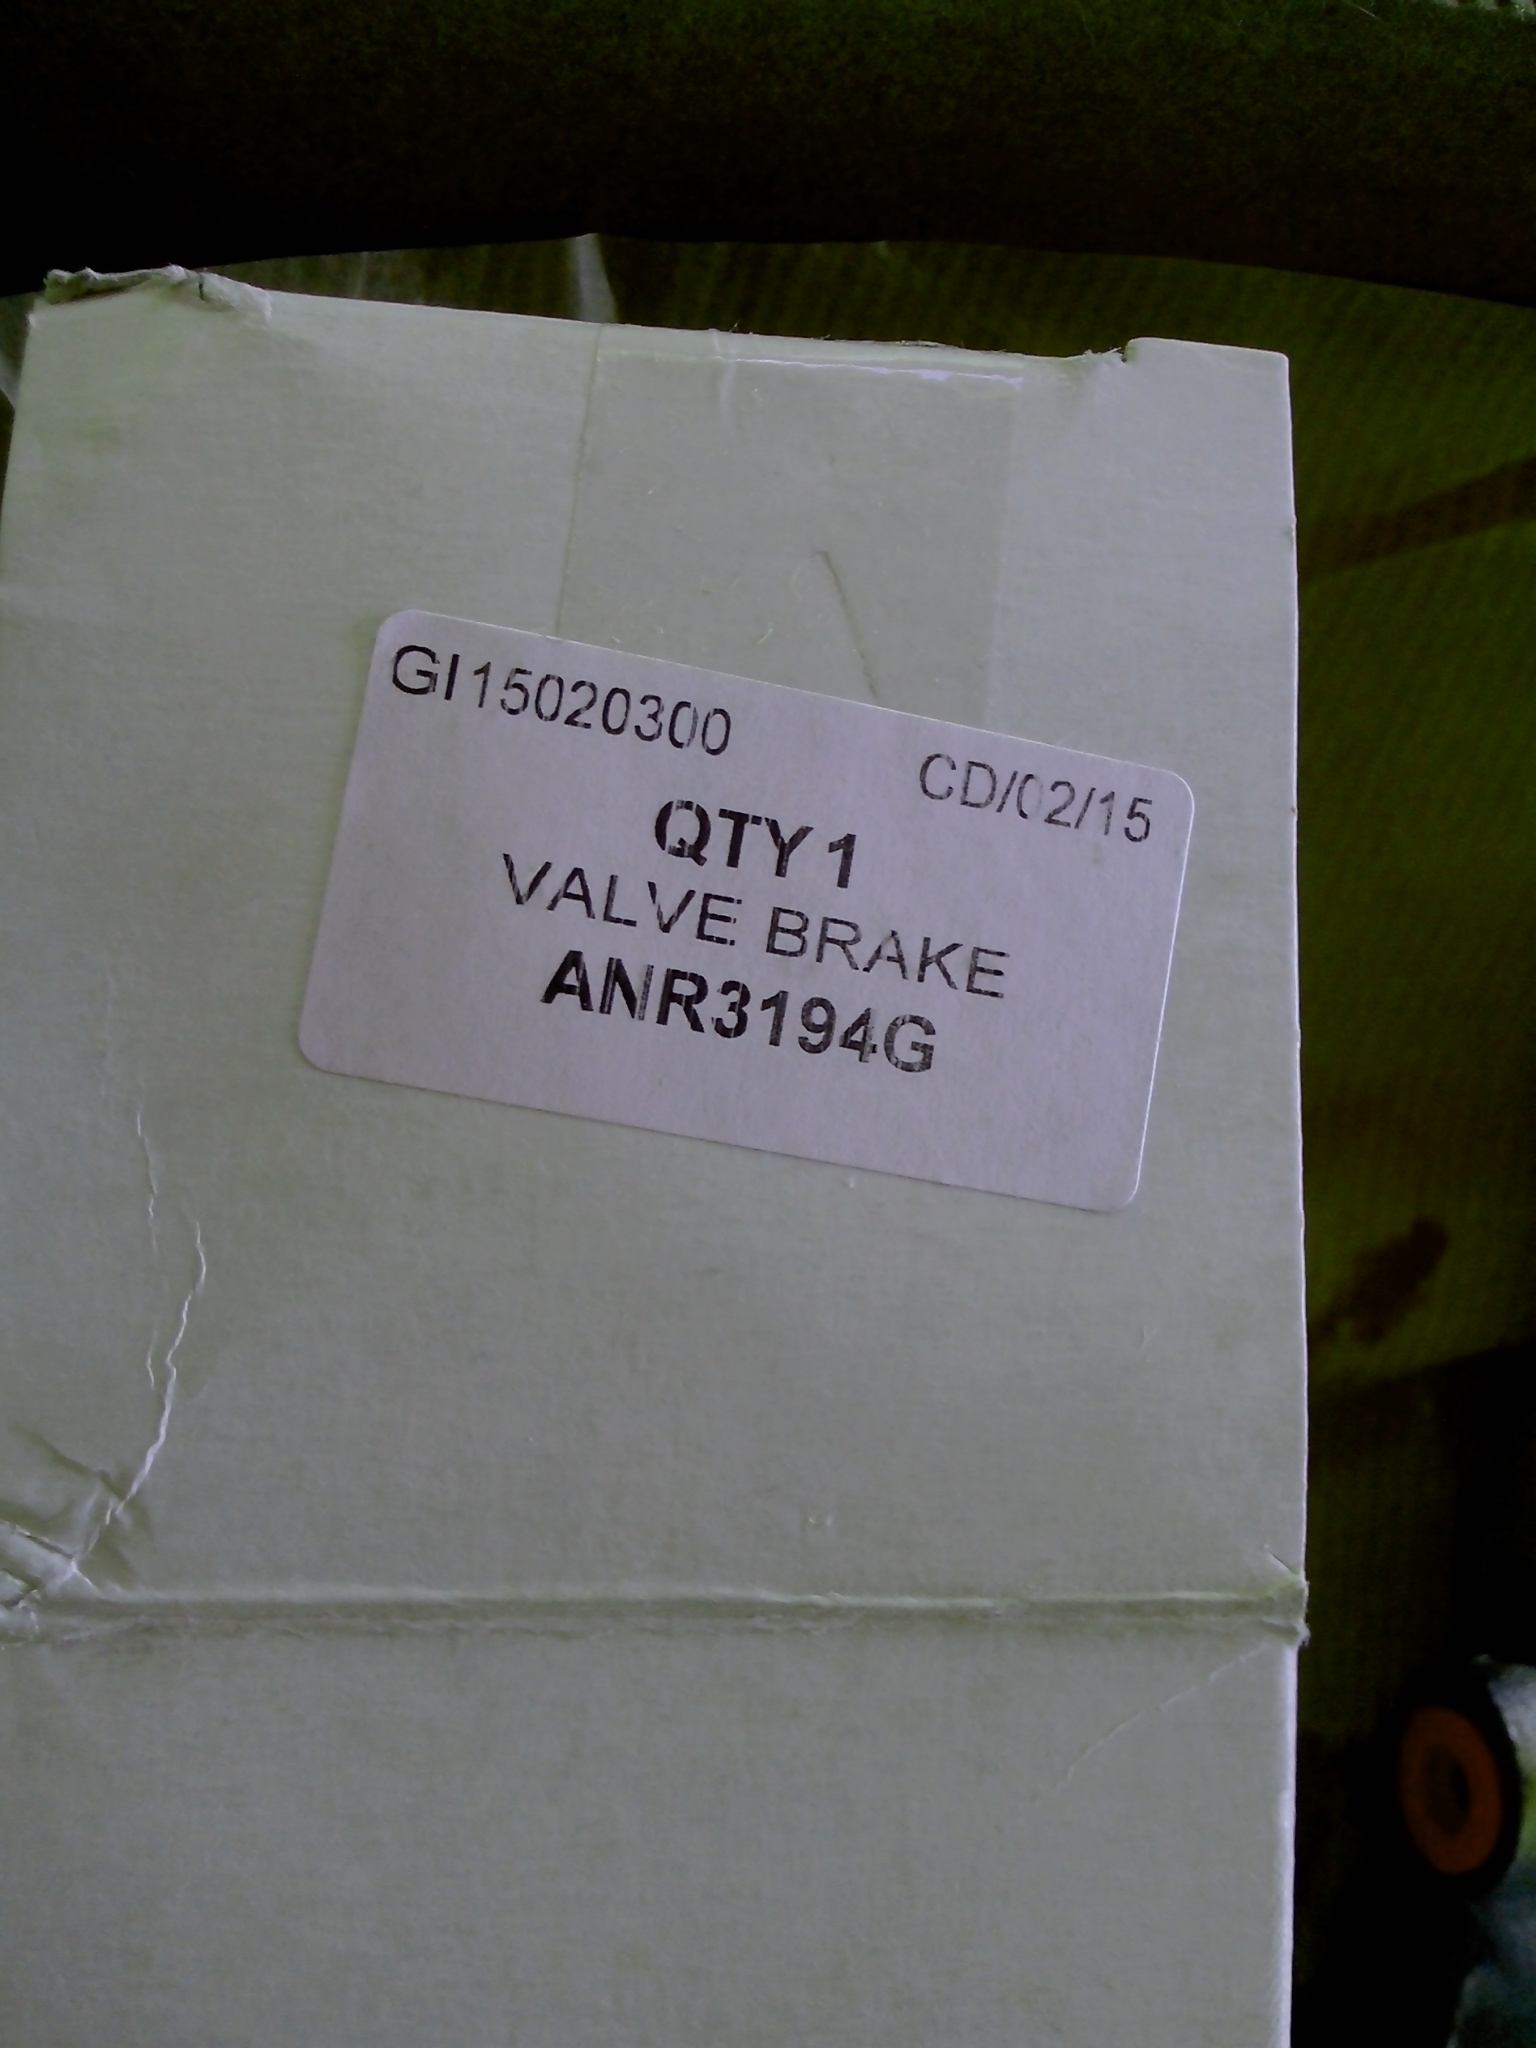 GI15020300
CD/02/15
QTY 1
VALVE BRAKE
ANR3194G